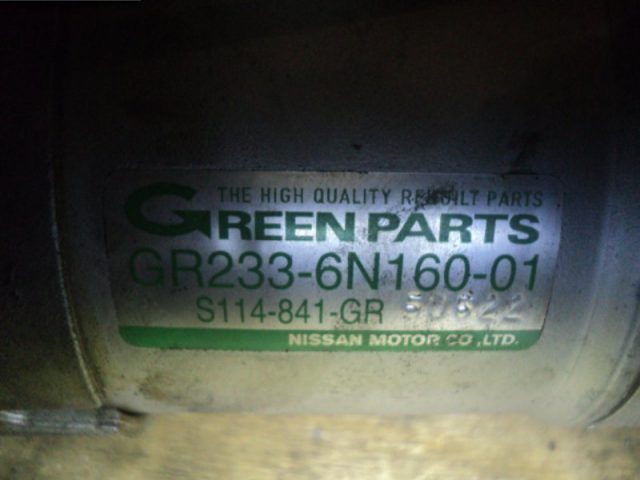 THE HIGH QUALITY REBUILT PARTS
GREEN PARTS
GR233-6N160-01
S114-841-GR
NISSAN MOTOR CO.,LTD.